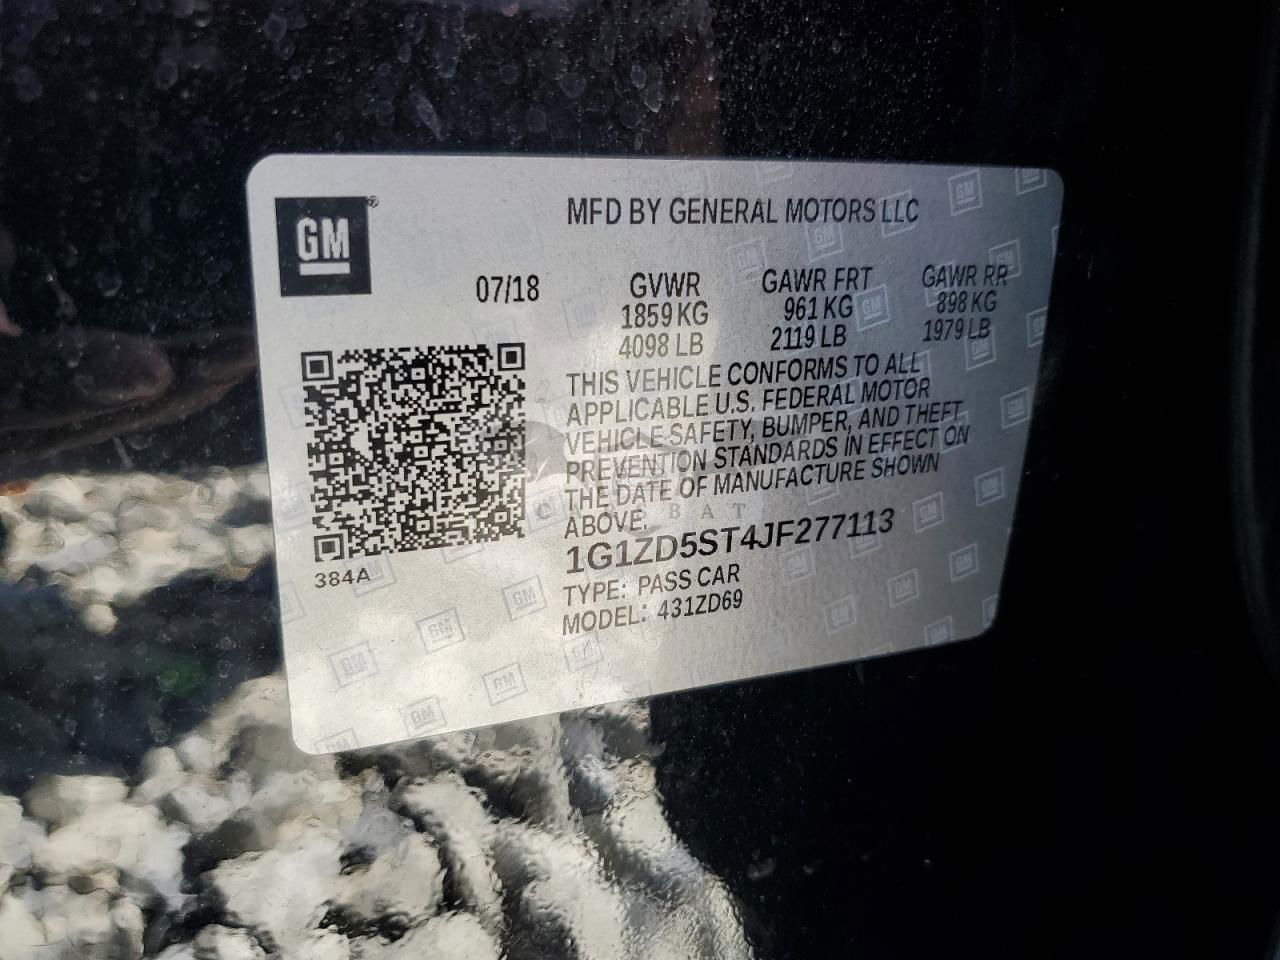 GM®
MFD BY GENERAL MOTORS LLC
07/18
GVWR GAWR FRT GAWR RR
1859 KG 961 KG 898 KG
4098 LB 2119 LB 1979 LB
THIS VEHICLE CONFORMS TO ALL
APPLICABLE U.S. FEDERAL MOTOR
VEHICLE SAFETY, BUMPER, AND THEFT
PREVENTION STANDARDS IN EFFECT ON
THE DATE OF MANUFACTURE SHOWN
ABOVE.
1G1ZD5ST4JF277113
TYPE: PASS CAR
MODEL: 431ZD69
384A